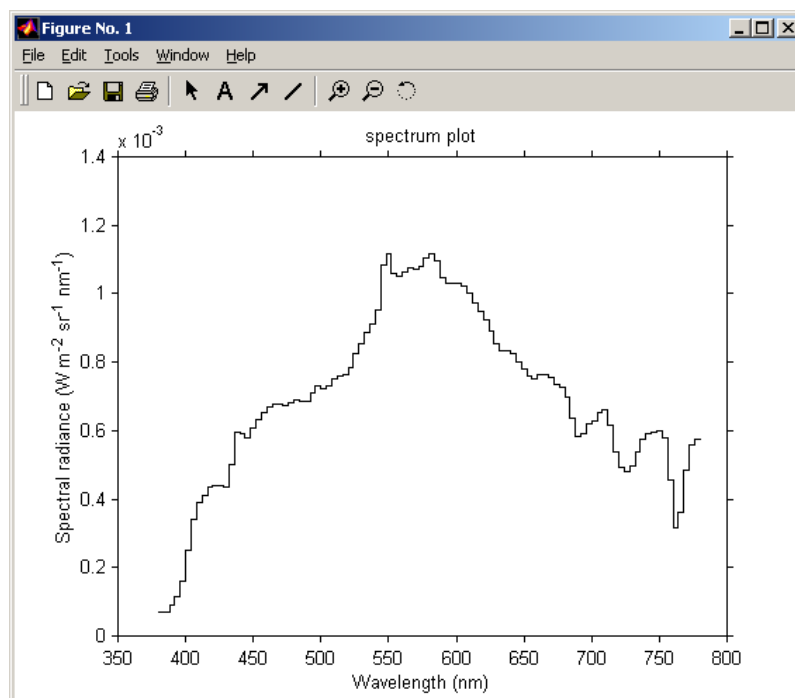 Figure No. 1
File Edit Tools Window Help
A
x 10-3
spectrum plot
1.4
1.2
1
0.8
0.6
0.4
0.2
0
Spectral radiance (W m-2 sr-1 nm-1)
350 400 450 500 550 600 650 700 750 800
Wavelength (nm)